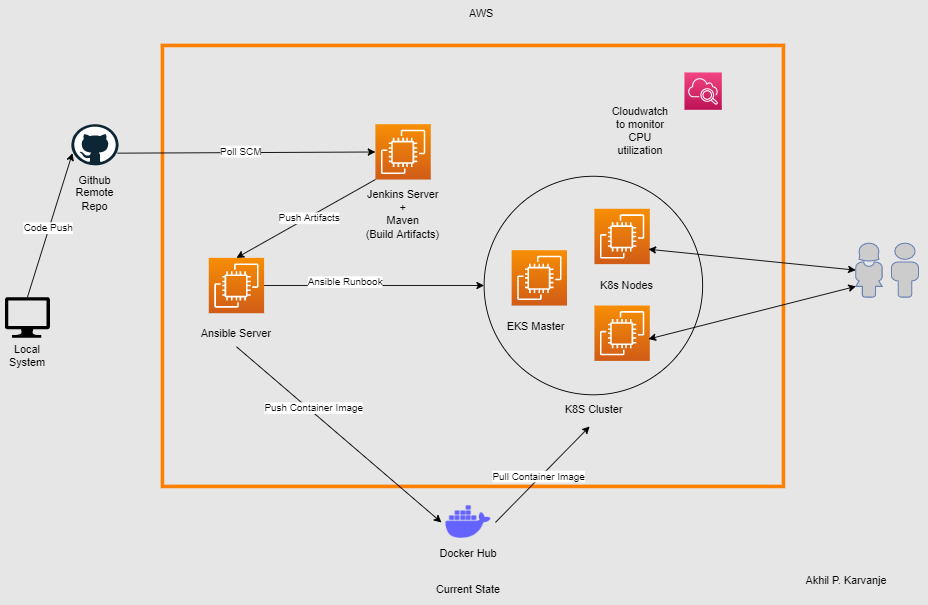 AWS
Cloudwatch
to monitor
CPU
utilization
Poll SCM
Github
Remote
Repo
Jenkins Server
+
Maven
(Build Artifacts)
Push Artifacts
Code Push
Ansible Runbook
K8s Nodes
EKS Master
Ansible Server
Local
System
Push Container Image
K8S Cluster
Pull Container Image
Docker Hub
Akhil P. Karvanje
Current State